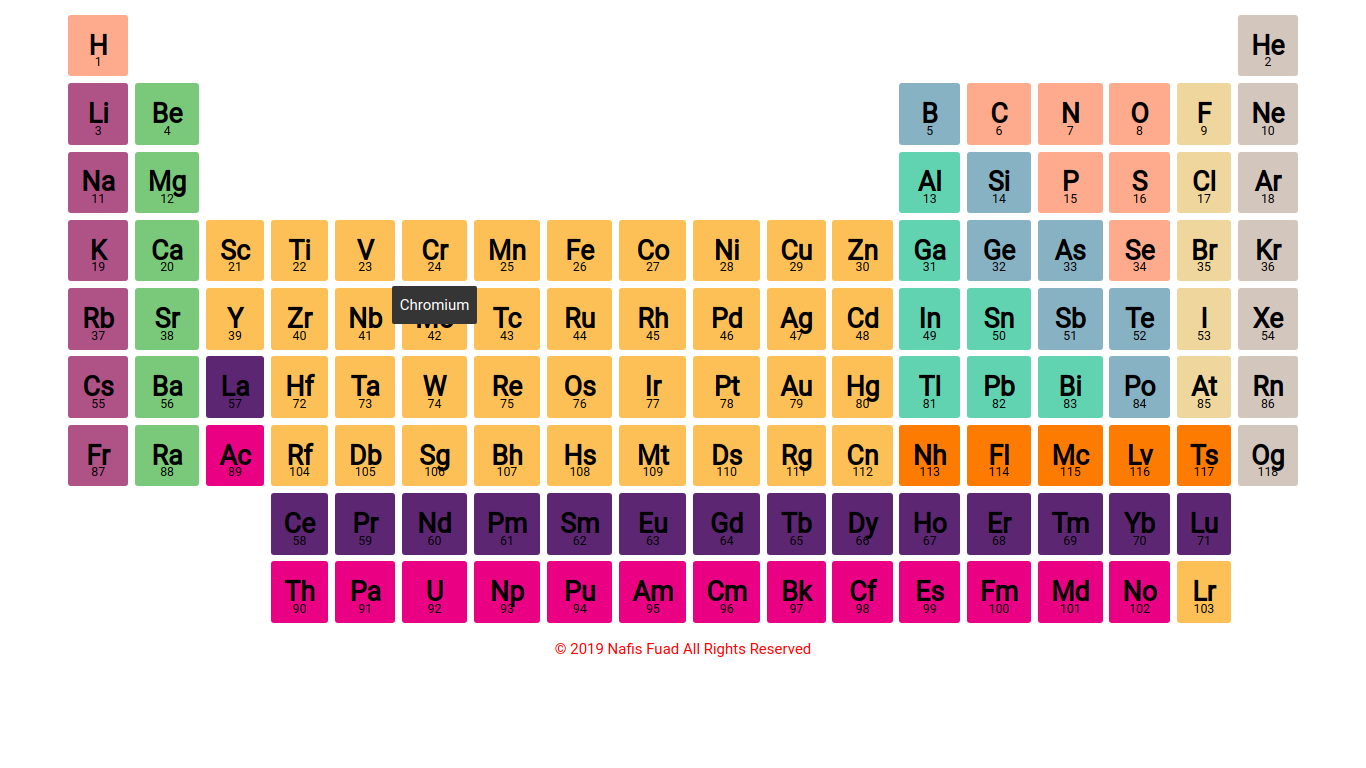 H He
1 2
Li Be B C N O F Ne
3 4 5 6 7 8 9 10
Na Mg Al Si P S Cl Ar
11 12 13 14 15 16 17 18
K Ca Sc Ti V Cr Mn Fe Co Ni Cu Zn Ga Ge As Se Br Kr
19 20 21 22 23 24 25 26 27 28 29 30 31 32 33 34 35 36
Chromium
Rb Sr Y Zr Nb Tc Ru Rh Pd Ag Cd In Sn Sb Te I Xe
37 38 39 40 41 42 43 44 45 46 47 48 49 50 51 52 53 54
Cs Ba La Hf Ta W Re Os Ir Pt Au Hg Tl Pb Bi Po At Rn
55 56 57 72 73 74 75 76 77 78 79 80 81 82 83 84 85 86
Fr Ra Ac Rf Db Sg Bh Hs Mt Ds Rg Cn Nh Fl Mc Lv Ts Og
87 88 89 104 105 106 107 108 109 110 111 112 113 114 115 116 117 118
Ce Pr Nd Pm Sm Eu Gd Tb Dy Ho Er Tm Yb Lu
58 59 60 61 62 63 64 65 66 67 68 69 70 71
Th Pa U Np Pu Am Cm Bk Cf Es Fm Md No Lr
90 91 92 93 94 95 96 97 98 99 100 101 102 103
© 2019 Nafis Fuad All Rights Reserved